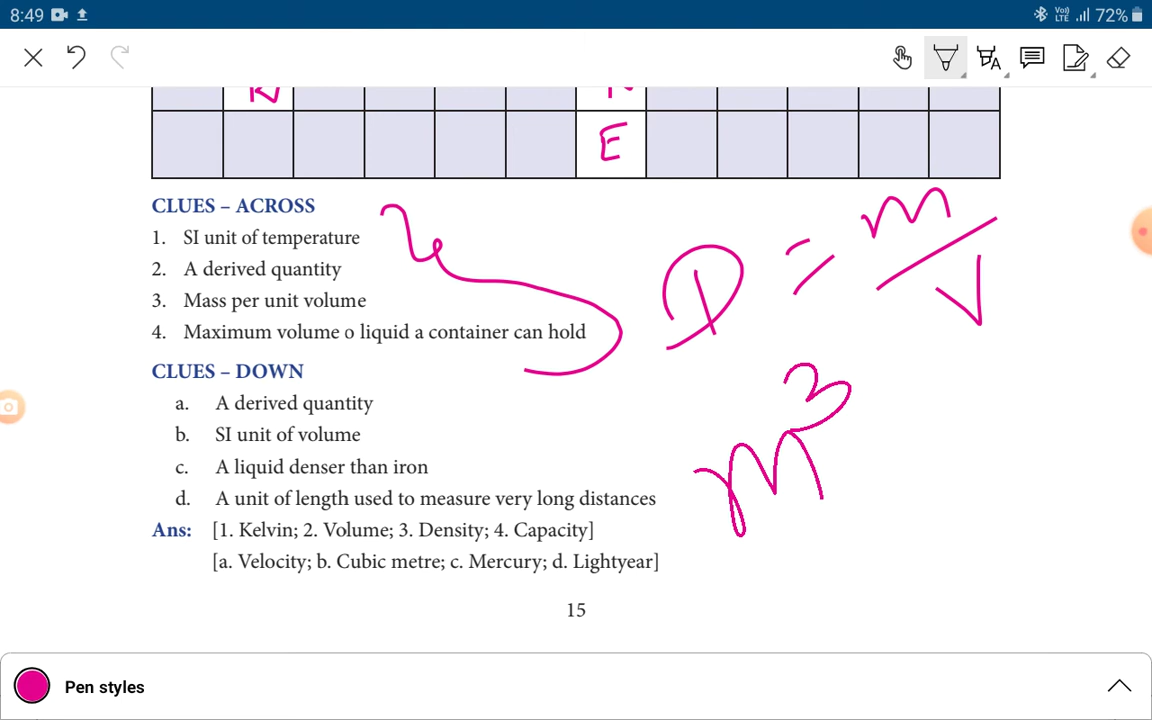 8:49 Vo) LTE 72%
N
E
CLUES – ACROSS
1. SI unit of temperature
2. A derived quantity
3. Mass per unit volume
4. Maximum volume o liquid a container can hold
D = m/V
CLUES – DOWN
a. A derived quantity
b. SI unit of volume
c. A liquid denser than iron
d. A unit of length used to measure very long distances
m³
Ans: [1. Kelvin; 2. Volume; 3. Density; 4. Capacity]
[a. Velocity; b. Cubic metre; c. Mercury; d. Lightyear]
15
Pen styles